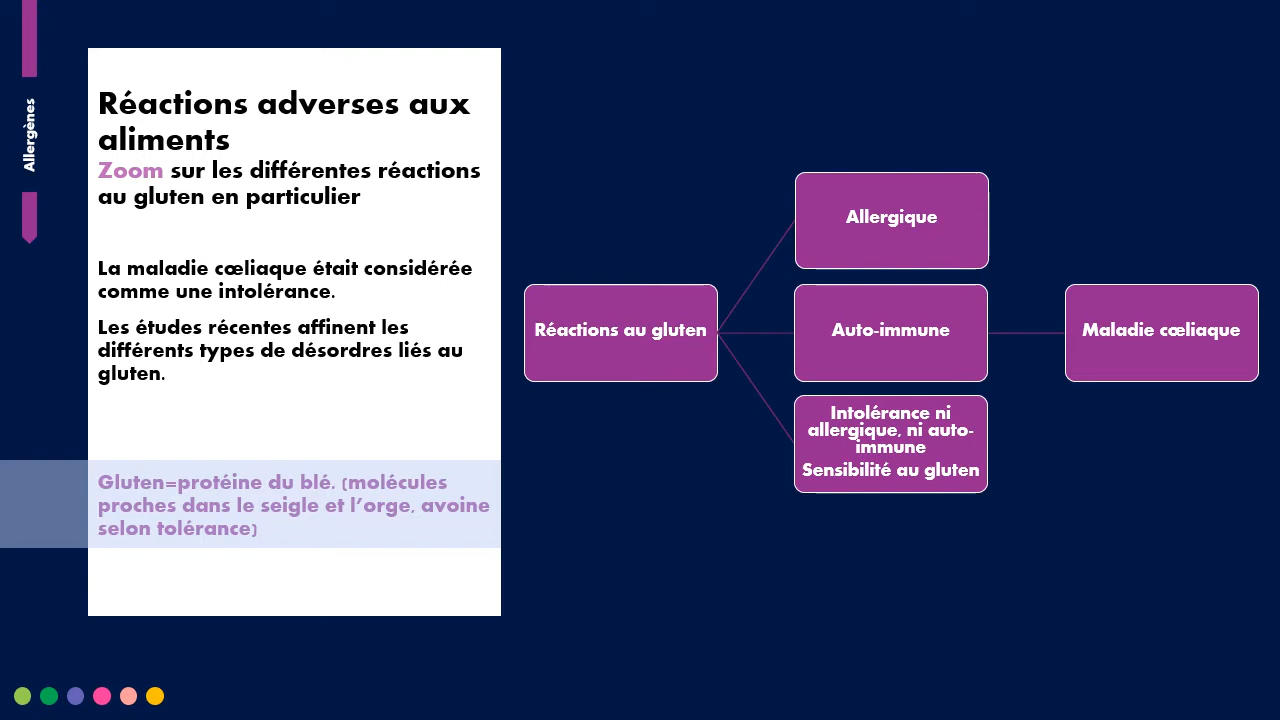 Allergènes
Réactions adverses aux
aliments
Zoom sur les différentes réactions
au gluten en particulier
La maladie cœliaque était considérée
comme une intolérance.
Les études récentes affinent les
différents types de désordres liés au
gluten.
Gluten=protéine du blé. (molécules
proches dans le seigle et l’orge, avoine
selon tolérance)
Réactions au gluten
Allergique
Auto-immune
Maladie cœliaque
Intolérance ni
allergique, ni auto-
immune
Sensibilité au gluten